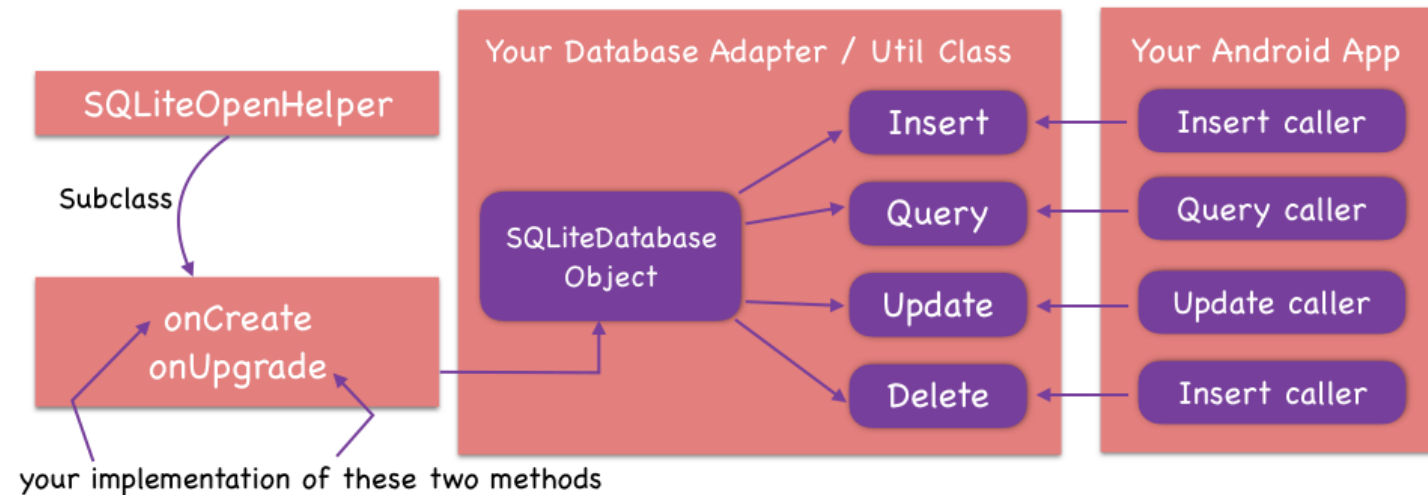 SQLiteOpenHelper
Subclass
onCreate
onUpgrade
your implementation of these two methods
Your Database Adapter / Util Class
SQLiteDatabase
Object
Insert
Query
Update
Delete
Your Android App
Insert caller
Query caller
Update caller
Insert caller